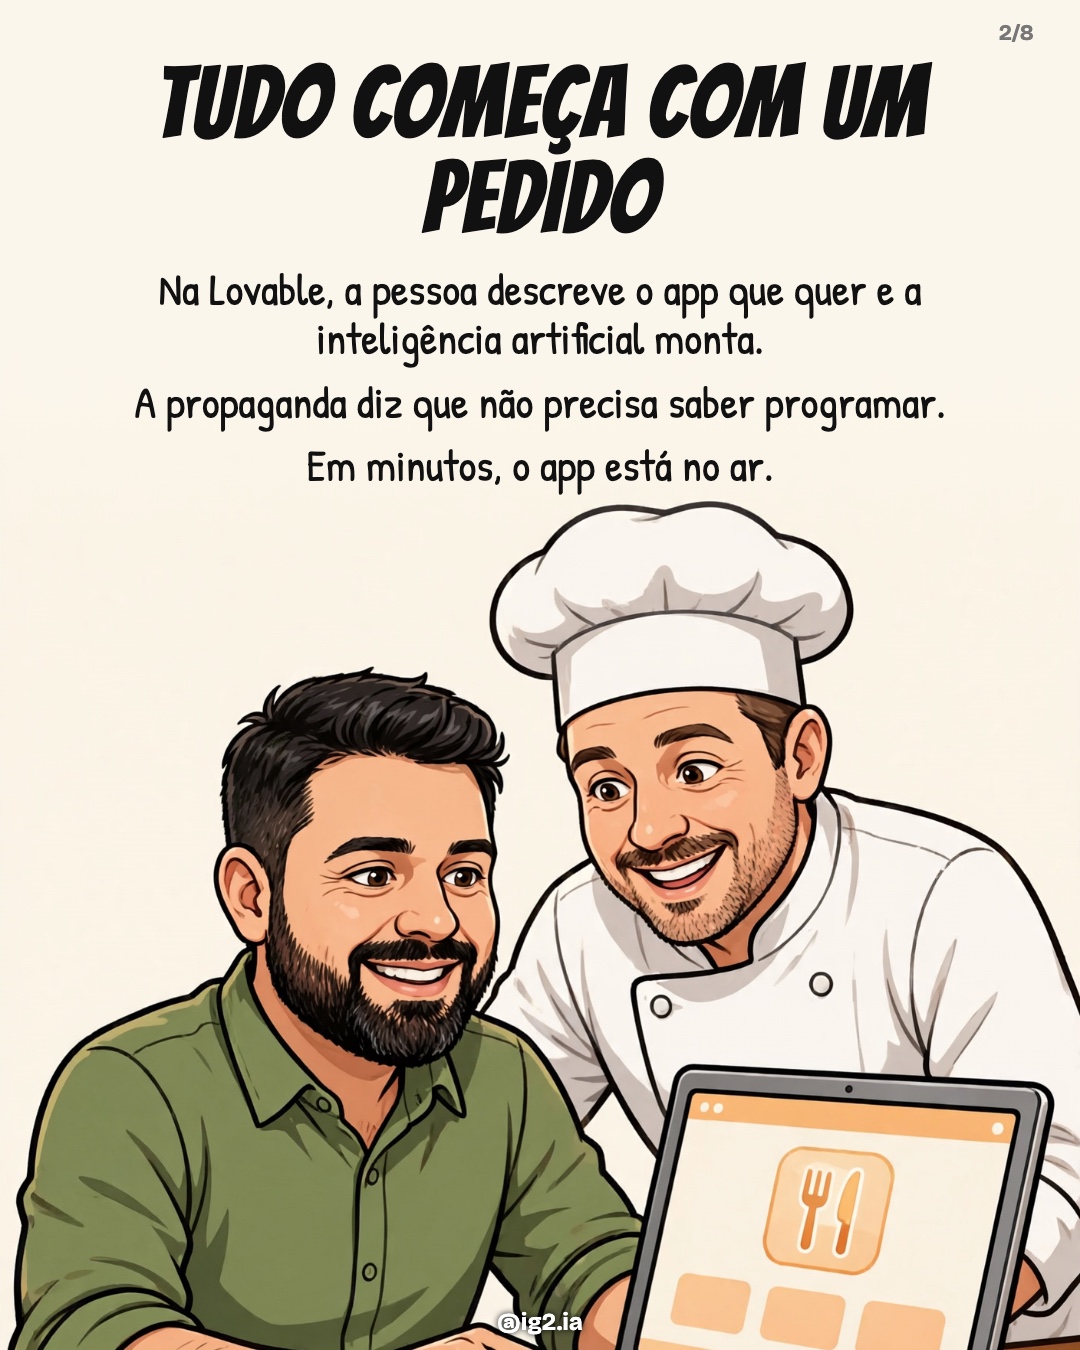 2/8
TUDO COMEÇA COM UM
PEDIDO
Na Lovable, a pessoa descreve o app que quer e a
inteligência artificial monta.
A propaganda diz que não precisa saber programar.
Em minutos, o app está no ar.
@ig2.ia